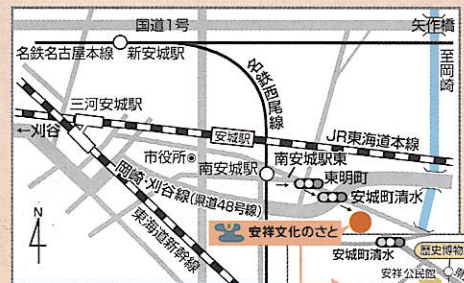 国道1号
矢作橋
名鉄名古屋本線
新安城駅
至岡崎
名鉄西尾線
三河安城駅
←刈谷
安城駅
JR東海道本線
市役所
南安城駅
南安城駅東
東明町
岡崎・刈谷線(県道48号線)
安城町清水
東海道新幹線
N
4
安祥文化のさと
安城町清水
歴史博物
安祥公民館